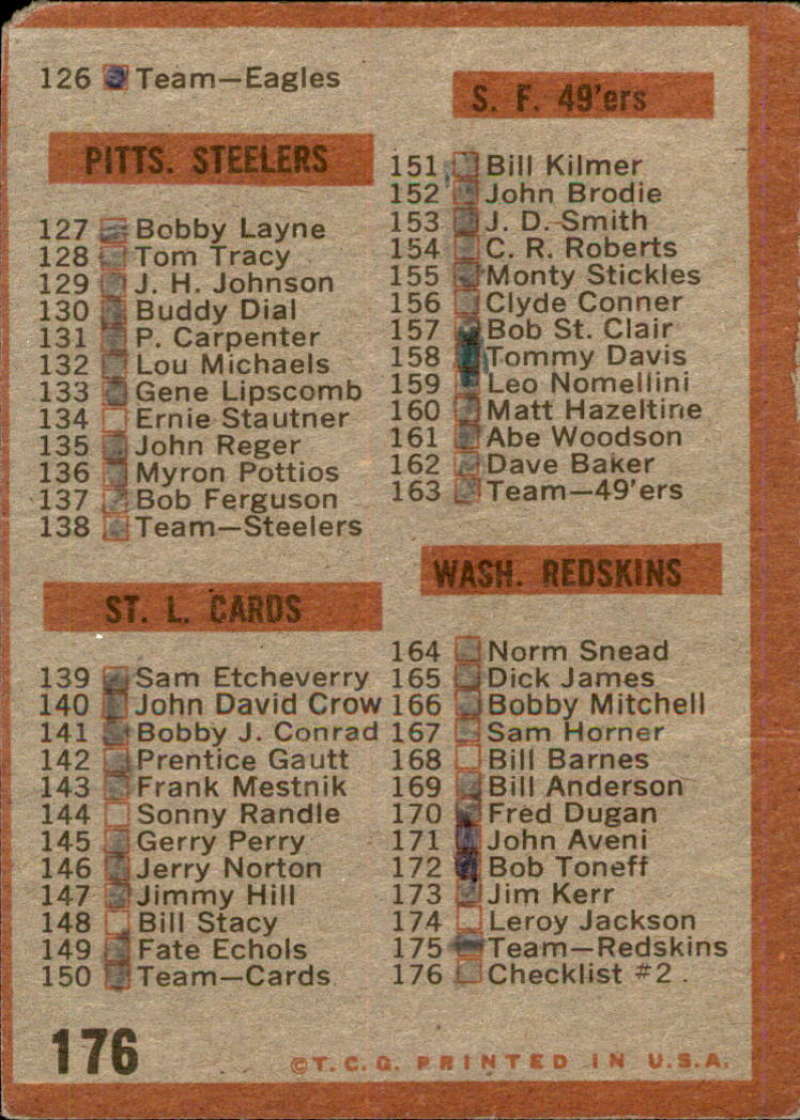 126 Team—Eagles
PITTS. STEELERS
127 Bobby Layne
128 Tom Tracy
129 J. H. Johnson
130 Buddy Dial
131 P. Carpenter
132 Lou Michaels
133 Gene Lipscomb
134 Ernie Stautner
135 John Reger
136 Myron Pottios
137 Bob Ferguson
138 Team—Steelers
ST. L. CARDS
139 Sam Etcheverry
140 John David Crow
141 Bobby J. Conrad
142 Prentice Gautt
143 Frank Mestnik
144 Sonny Randle
145 Gerry Perry
146 Jerry Norton
147 Jimmy Hill
148 Bill Stacy
149 Fate Echols
150 Team—Cards
S. F. 49'ers
151 Bill Kilmer
152 John Brodie
153 J. D. Smith
154 C. R. Roberts
155 Monty Stickles
156 Clyde Conner
157 Bob St. Clair
158 Tommy Davis
159 Leo Nomellini
160 Matt Hazeltine
161 Abe Woodson
162 Dave Baker
163 Team—49'ers
WASH. REDSKINS
164 Norm Snead
165 Dick James
166 Bobby Mitchell
167 Sam Horner
168 Bill Barnes
169 Bill Anderson
170 Fred Dugan
171 John Aveni
172 Bob Toneff
173 Jim Kerr
174 Leroy Jackson
175 Team—Redskins
176 Checklist #2
176
©T.C.G. PRINTED IN U.S.A.